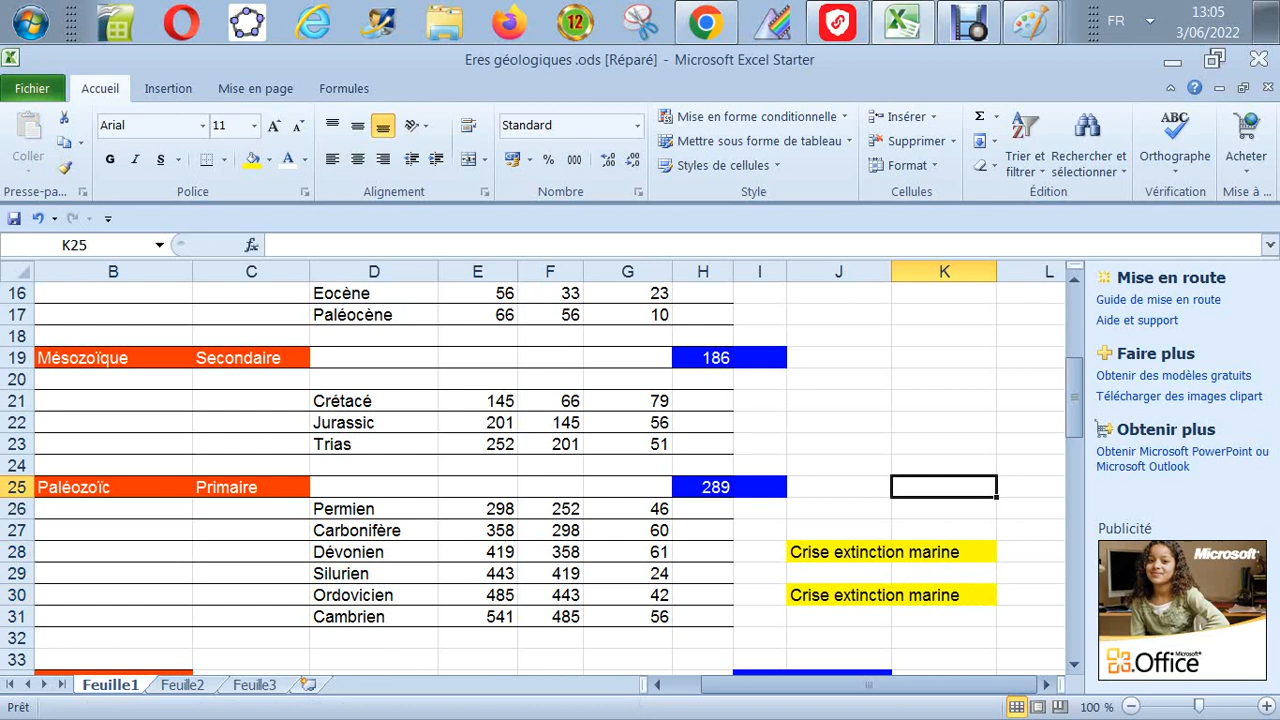 12
FR
13:05
3/06/2022
Eres géologiques .ods [Réparé] - Microsoft Excel Starter
Fichier Accueil Insertion Mise en page Formules
Coller
Presse-pa...
Arial 11
G I S A
Police
Alignement
Standard
% 000
Nombre
Mise en forme conditionnelle
Mettre sous forme de tableau
Styles de cellules
Style
Insérer
Supprimer
Format
Cellules
Σ
Trier et filtrer
Rechercher et sélectionner
Édition
ABC
Orthographe
Vérification
Acheter
Mise à ...
K25 fx
B C D E F G H I J K L
16 Eocène 56 33 23
17 Paléocène 66 56 10
18
19 Mésozoïque Secondaire 186
20
21 Crétacé 145 66 79
22 Jurassic 201 145 56
23 Trias 252 201 51
24
25 Paléozoïc Primaire 289
26 Permien 298 252 46
27 Carbonifère 358 298 60
28 Dévonien 419 358 61 Crise extinction marine
29 Silurien 443 419 24
30 Ordovicien 485 443 42 Crise extinction marine
31 Cambrien 541 485 56
32
33
Mise en route
Guide de mise en route
Aide et support
Faire plus
Obtenir des modèles gratuits
Télécharger des images clipart
Obtenir plus
Obtenir Microsoft PowerPoint ou
Microsoft Outlook
Publicité
Microsoft
Microsoft
Office
Feuille1 Feuille2 Feuille3
Prêt
100 %